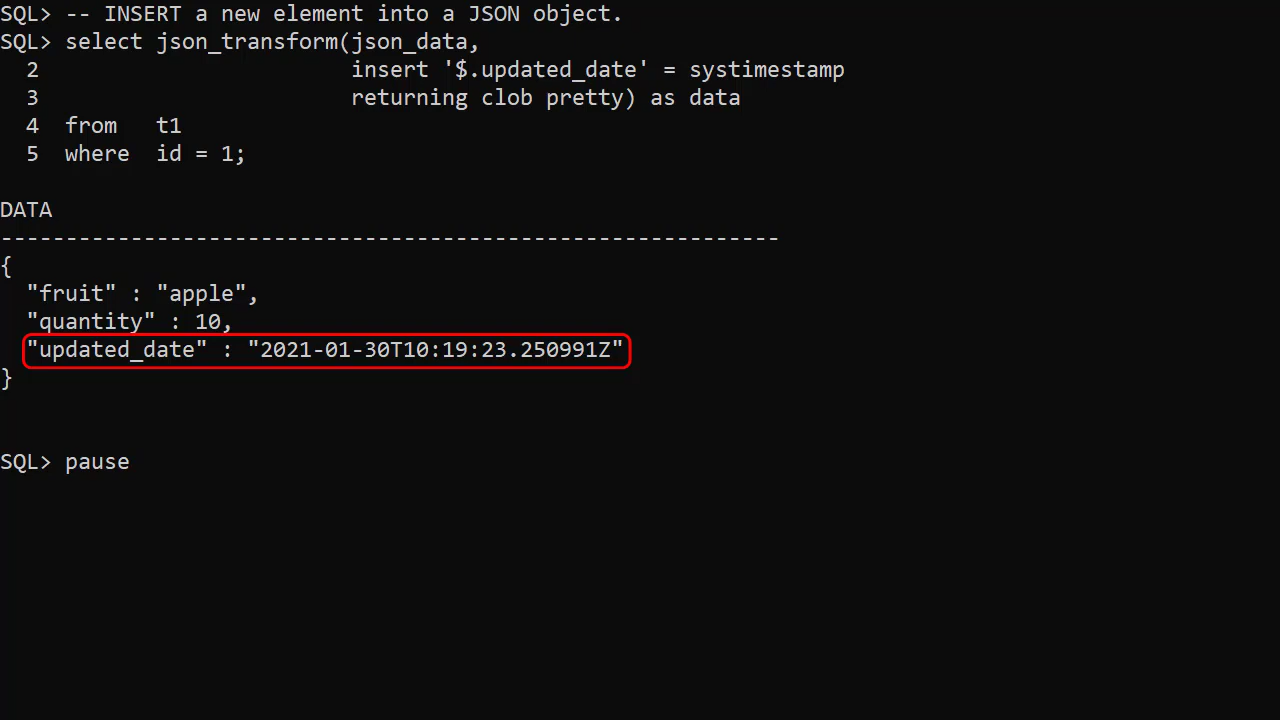 SQL> -- INSERT a new element into a JSON object.
SQL> select json_transform(json_data,
  2                        insert '$.updated_date' = systimestamp
  3                        returning clob pretty) as data
  4  from   t1
  5  where  id = 1;

DATA
------------------------------------------------------------
{
  "fruit" : "apple",
  "quantity" : 10,
  "updated_date" : "2021-01-30T10:19:23.250991Z"
}

SQL> pause